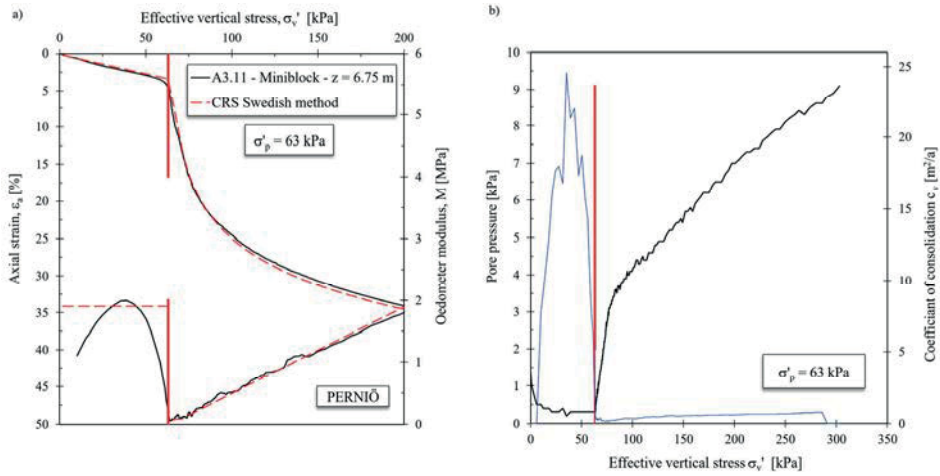 a)
Effective vertical stress, σv' [kPa]
0 50 100 150 200
0
5
10
15
20
25
30
35
40
45
50
Axial strain, εa [%]
6
5
4
3
2
1
0
Oedometer modulus, M [MPa]
A3.11 - Miniblock - z = 6.75 m
CRS Swedish method
σ'p = 63 kPa
PERNIÖ
b)
10
9
8
7
6
5
4
3
2
1
0
Pore pressure [kPa]
25
20
15
10
5
0
Coefficiant of consolidation cv [m²/a]
σ'p = 63 kPa
0 50 100 150 200 250 300 350
Effective vertical stress σv' [kPa]